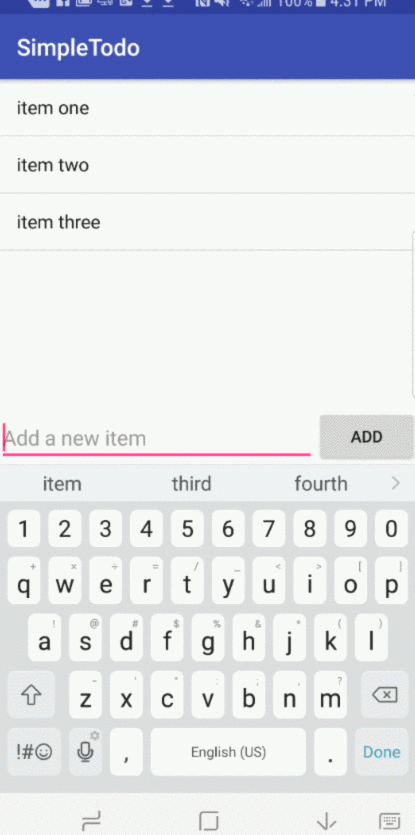 100% 4:31 PM
SimpleTodo
item one
item two
item three
Add a new item ADD
item third fourth >
1 2 3 4 5 6 7 8 9 0
+ × ÷ = / _ < > [ ]
q w e r t y u i o p
! @ # $ % & * ( )
a s d f g h j k l
- ' " : ; , ?
z x c v b n m
!#☺ , English (US) . Done